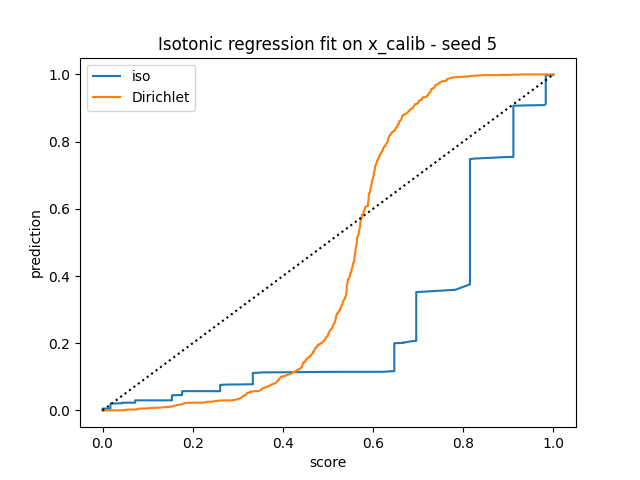 Isotonic regression fit on x_calib - seed 5
iso
Dirichlet
1.0
0.8
0.6
0.4
0.2
0.0
prediction
0.0 0.2 0.4 0.6 0.8 1.0
score